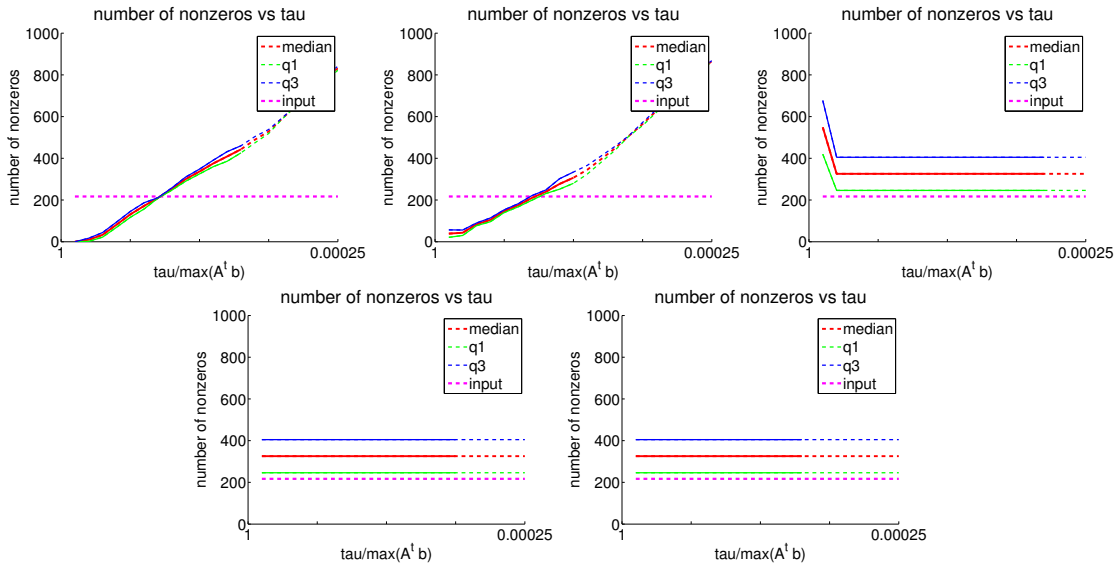 number of nonzeros vs tau
1000
800
600
400
200
0
number of nonzeros
median
q1
q3
input
1
0.00025
tau/max(A^t b)
number of nonzeros vs tau
1000
800
600
400
200
0
number of nonzeros
median
q1
q3
input
1
0.00025
tau/max(A^t b)
number of nonzeros vs tau
1000
800
600
400
200
0
number of nonzeros
median
q1
q3
input
1
0.00025
tau/max(A^t b)
number of nonzeros vs tau
1000
800
600
400
200
0
number of nonzeros
median
q1
q3
input
1
0.00025
tau/max(A^t b)
number of nonzeros vs tau
1000
800
600
400
200
0
number of nonzeros
median
q1
q3
input
1
0.00025
tau/max(A^t b)